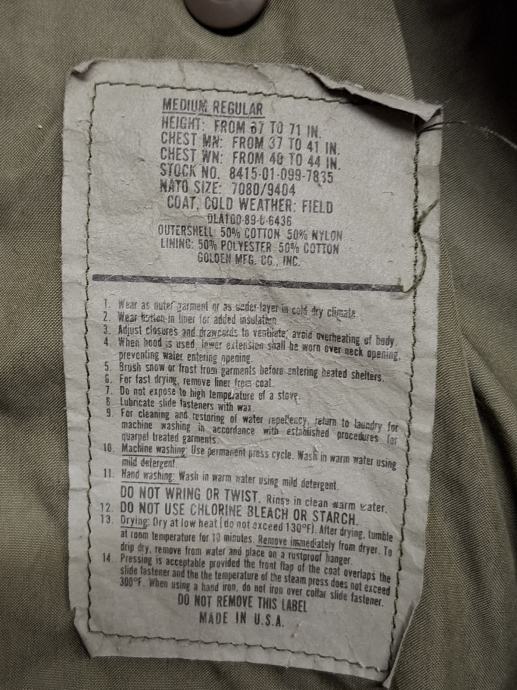 MEDIUM REGULAR
HEIGHT: FROM 67 TO 71 IN.
CHEST MN: FROM 37 TO 41 IN.
CHEST WN: FROM 40 TO 44 IN.
STOCK NO. 8415-01-099-7835
NATO SIZE: 7080/9404
COAT, COLD WEATHER: FIELD
DLA100-89-C-6436
OUTERSHELL: 50% COTTON 50% NYLON
LINING: 50% POLYESTER 50% COTTON
GOLDEN MFG. CO., INC.
1. Wear as outer garment or as under-layer in cold dry climate.
2. Wear button-in liner for added insulation.
3. Adjust closures and drawcords to ventilate, avoid overheating of body.
4. When hood is used, lower extension shall be worn over neck opening,
preventing water entering opening.
5. Brush snow or frost from garments before entering heated shelters.
6. For fast drying, remove liner from coat.
7. Do not expose to high temperature of a stove.
8. Lubricate slide fasteners with wax.
9. For cleaning and restoring of water repellency, return to laundry for
machine washing in accordance with established procedures for
quarpel treated garments.
10. Machine washing: Use permanent press cycle. Wash in warm water using
mild detergent.
11. Hand washing: Wash in warm water using mild detergent.
DO NOT WRING OR TWIST. Rinse in clean warm water.
12. DO NOT USE CHLORINE BLEACH OR STARCH.
13. Drying: Dry at low heat (do not exceed 130°F). After drying, tumble
at room temperature for 10 minutes. Remove immediately from dryer. To
drip dry, remove from water and place on a rustproof hanger.
14. Pressing is acceptable provided the front flap of the coat overlaps the
slide fastener and the the temperature of the steam press does not exceed
300°F. When using a hand iron, do not iron over collar slide fastener.
DO NOT REMOVE THIS LABEL
MADE IN U.S.A.